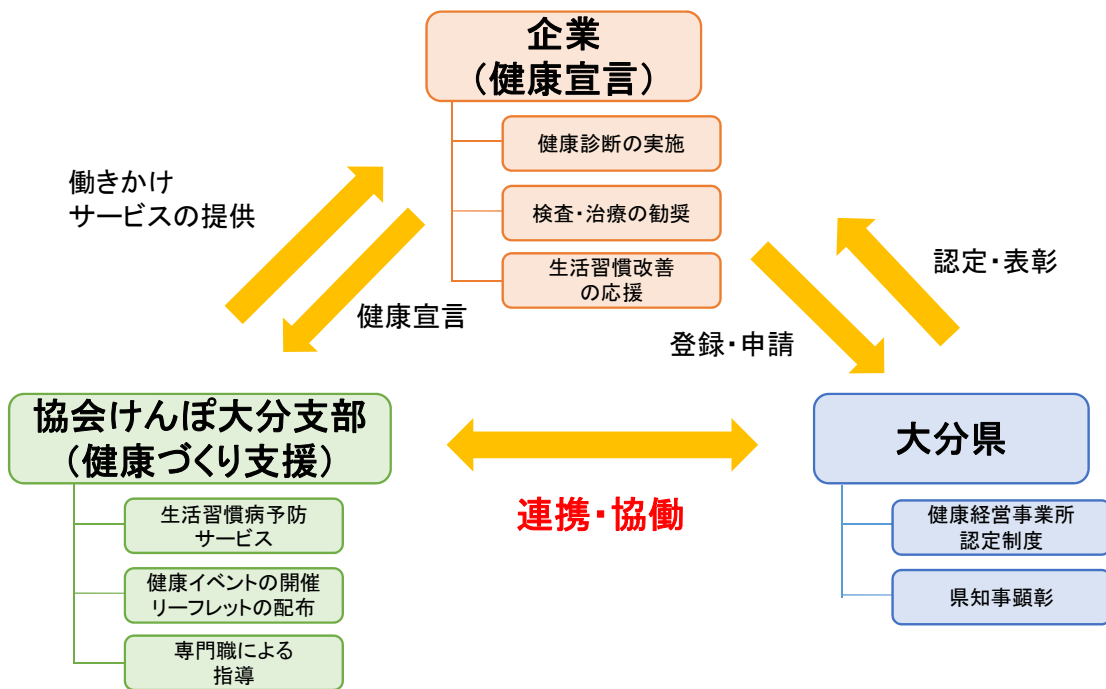 企業
（健康宣言）
健康診断の実施
検査・治療の勧奨
生活習慣改善
の応援
働きかけ
サービスの提供
健康宣言
認定・表彰
登録・申請
協会けんぽ大分支部
（健康づくり支援）
生活習慣病予防
サービス
健康イベントの開催
リーフレットの配布
専門職による
指導
連携・協働
大分県
健康経営事業所
認定制度
県知事顕彰